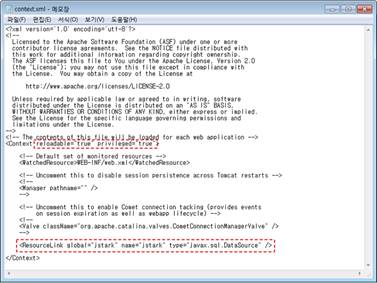 context.xml - 메모장
파일(F) 편집(E) 서식(O) 보기(V) 도움말(H)
<?xml version='1.0' encoding='utf-8'?>
<!--
Licensed to the Apache Software Foundation (ASF) under one or more
contributor license agreements.  See the NOTICE file distributed with
this work for additional information regarding copyright ownership.
The ASF licenses this file to You under the Apache License, Version 2.0
(the "License"); you may not use this file except in compliance with
the License.  You may obtain a copy of the License at
http://www.apache.org/licenses/LICENSE-2.0
Unless required by applicable law or agreed to in writing, software
distributed under the License is distributed on an "AS IS" BASIS,
WITHOUT WARRANTIES OR CONDITIONS OF ANY KIND, either express or implied.
See the License for the specific language governing permissions and
limitations under the License.
-->
<!-- The contents of this file will be loaded for each web application -->
<Context reloadable="true" privileged="true">
<!-- Default set of monitored resources -->
<WatchedResource>WEB-INF/web.xml</WatchedResource>
<!-- Uncomment this to disable session persistence across Tomcat restarts -->
<!--
<Manager pathname="" />
-->
<!-- Uncomment this to enable Comet connection tacking (provides events
on session expiration as well as webapp lifecycle) -->
<!--
<Valve className="org.apache.catalina.valves.CometConnectionManagerValve" />
-->
<ResourceLink global="jstark" name="jstark" type="javax.sql.DataSource" />
</Context>